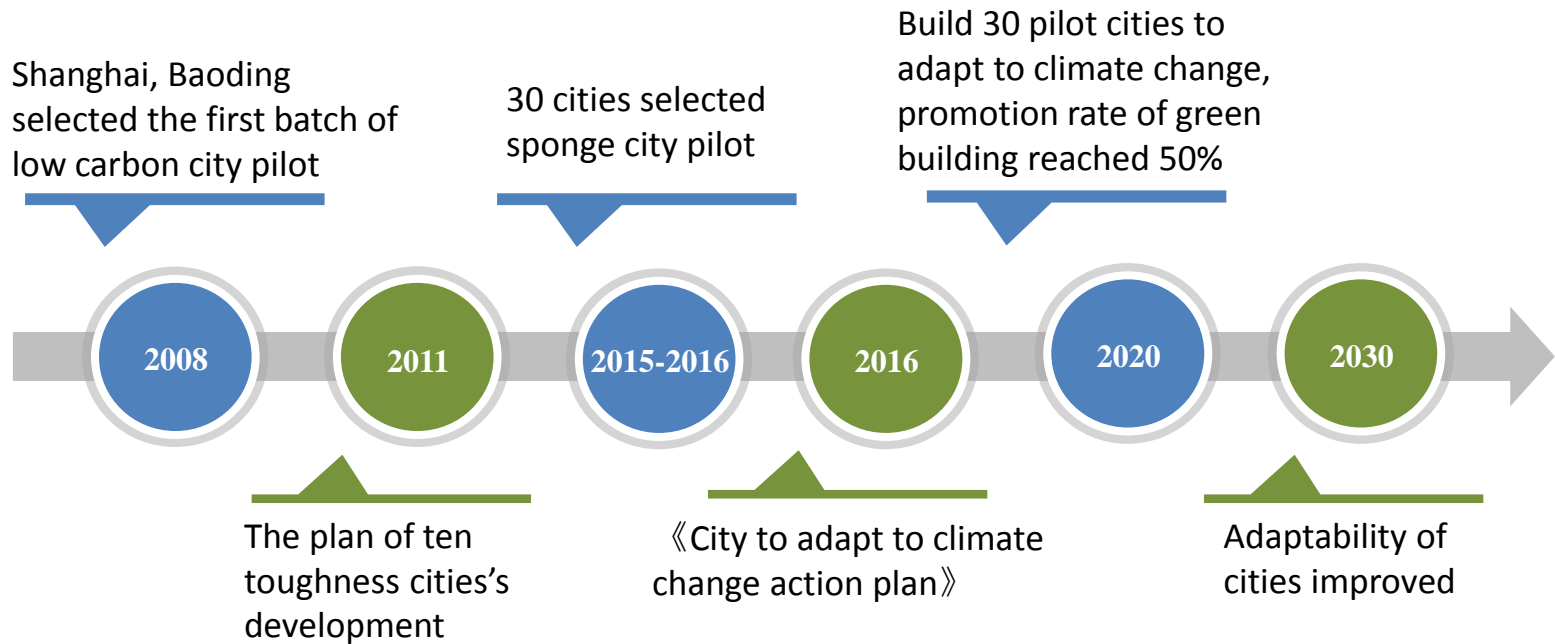 Shanghai, Baoding
selected the first batch of
low carbon city pilot
30 cities selected
sponge city pilot
Build 30 pilot cities to
adapt to climate change,
promotion rate of green
building reached 50%
2008
2011
2015-2016
2016
2020
2030
The plan of ten
toughness cities’s
development
《City to adapt to climate
change action plan》
Adaptability of
cities improved